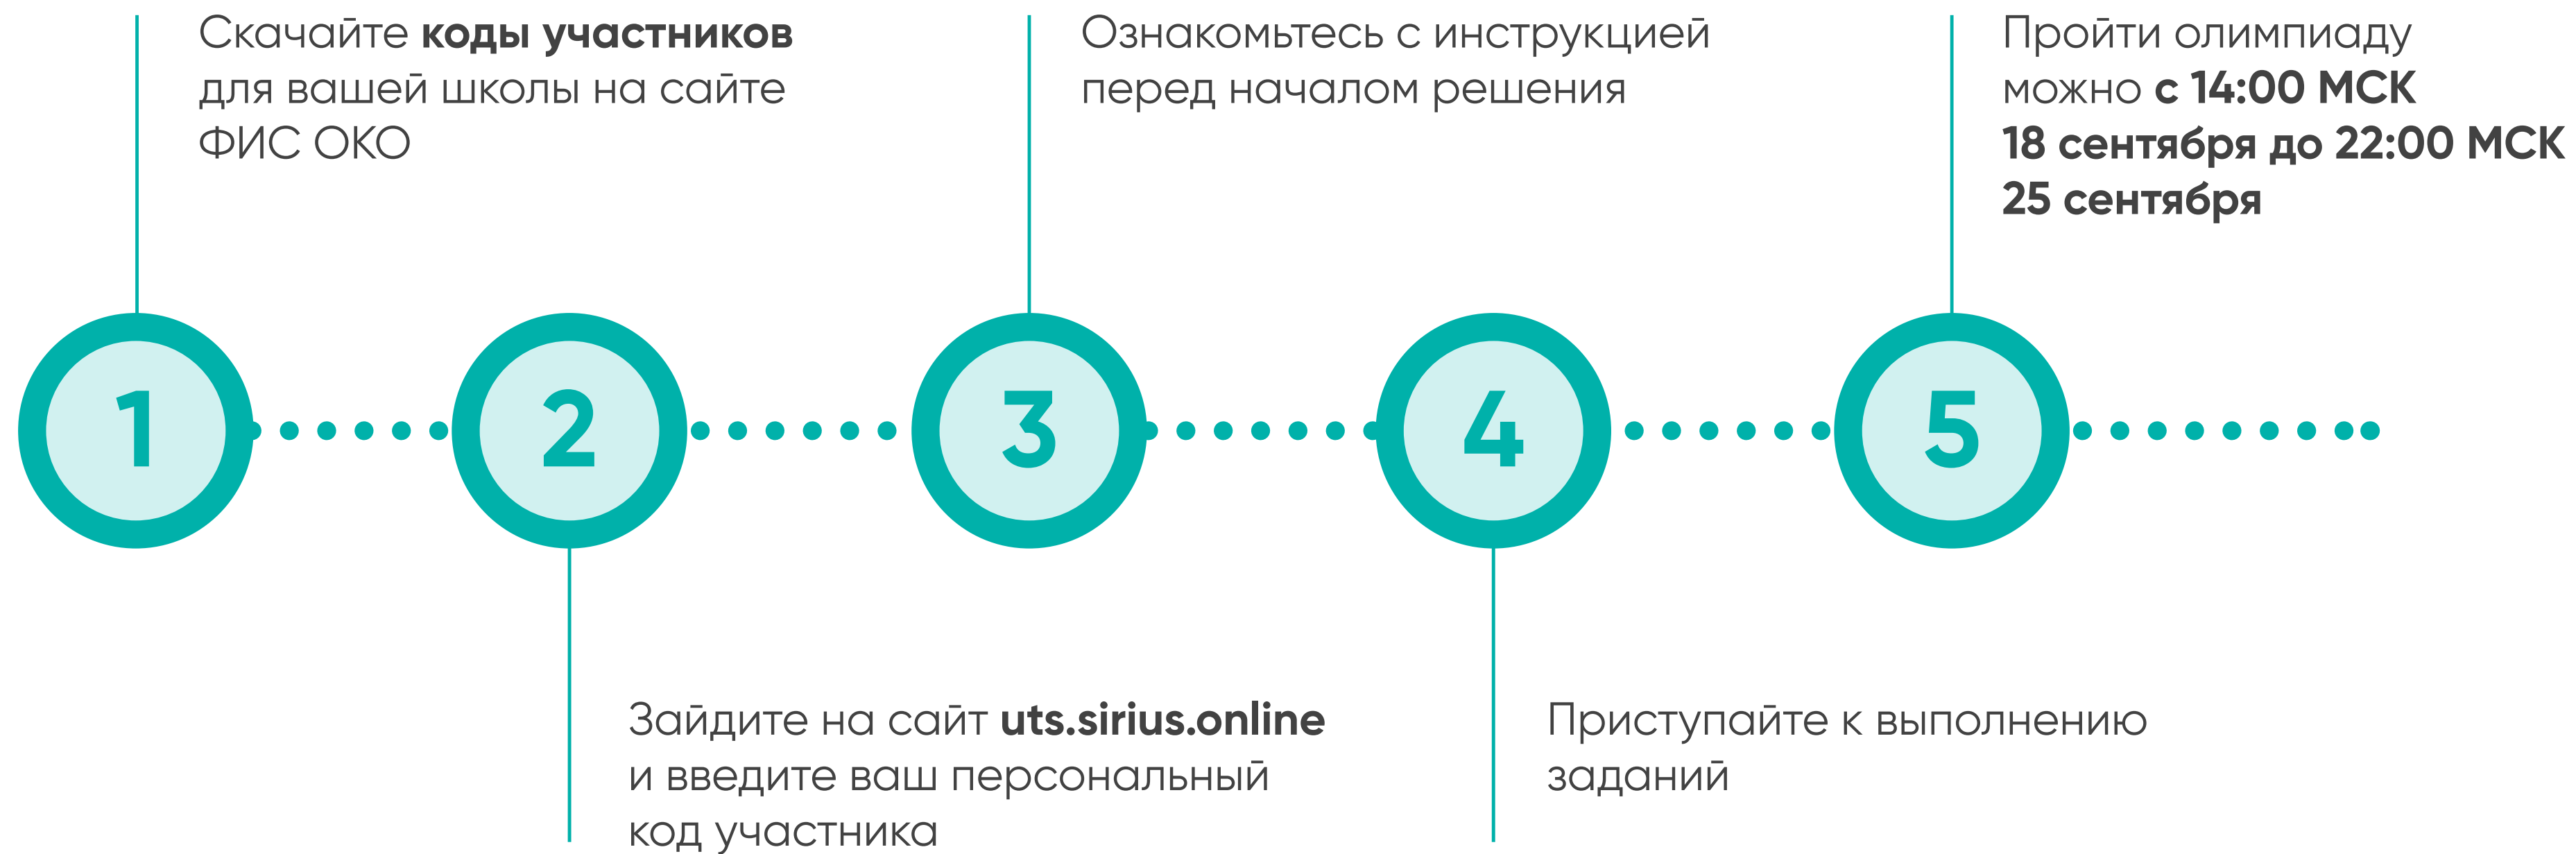 1
Скачайте коды участников
для вашей школы на сайте
ФИС ОКО
2
Зайдите на сайт uts.sirius.online
и введите ваш персональный
код участника
3
Ознакомьтесь с инструкцией
перед началом решения
4
Приступайте к выполнению
заданий
5
Пройти олимпиаду
можно с 14:00 МСК
18 сентября до 22:00 МСК
25 сентября